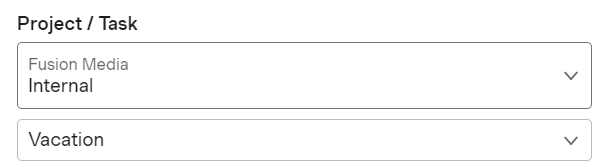 Project / Task
Fusion Media
Internal
Vacation